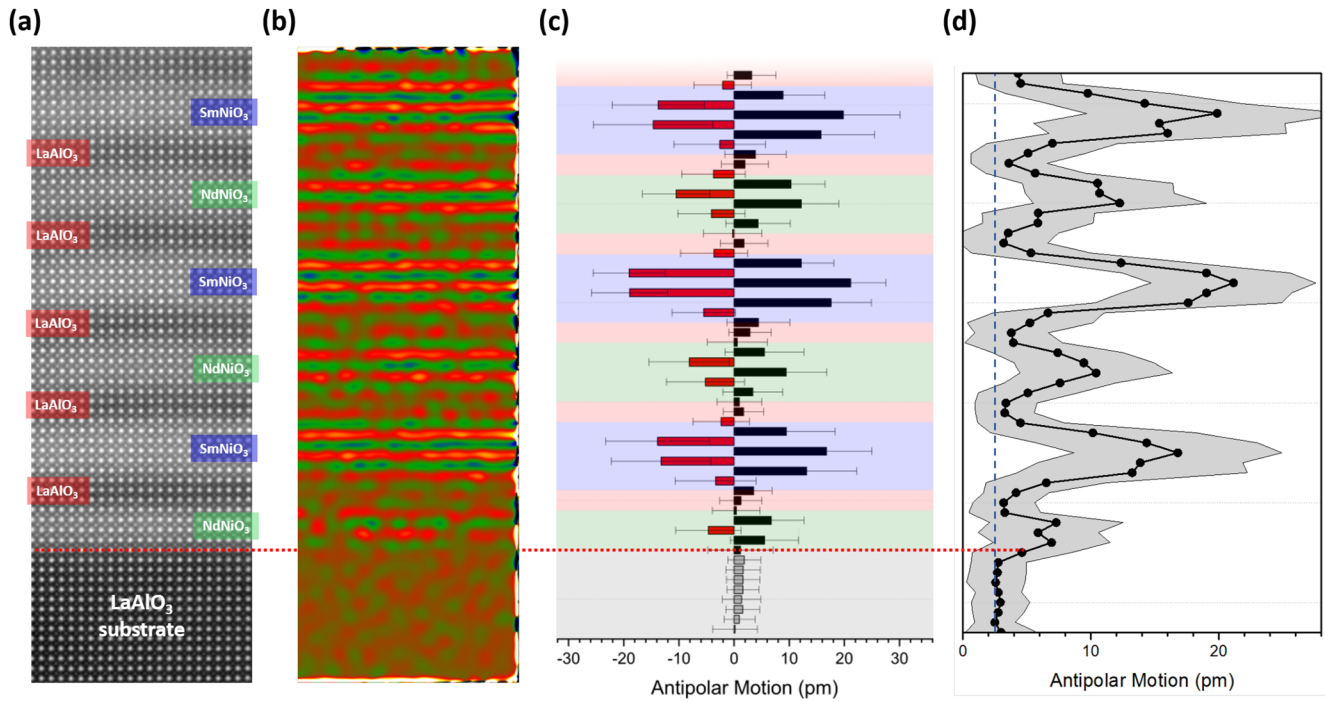 (a)
(b)
(c)
(d)
SmNiO₃
LaAlO₃
NdNiO₃
LaAlO₃
SmNiO₃
LaAlO₃
NdNiO₃
LaAlO₃
SmNiO₃
LaAlO₃
NdNiO₃
LaAlO₃
substrate
-30 -20 -10 0 10 20 30
Antipolar Motion (pm)
0 10 20
Antipolar Motion (pm)